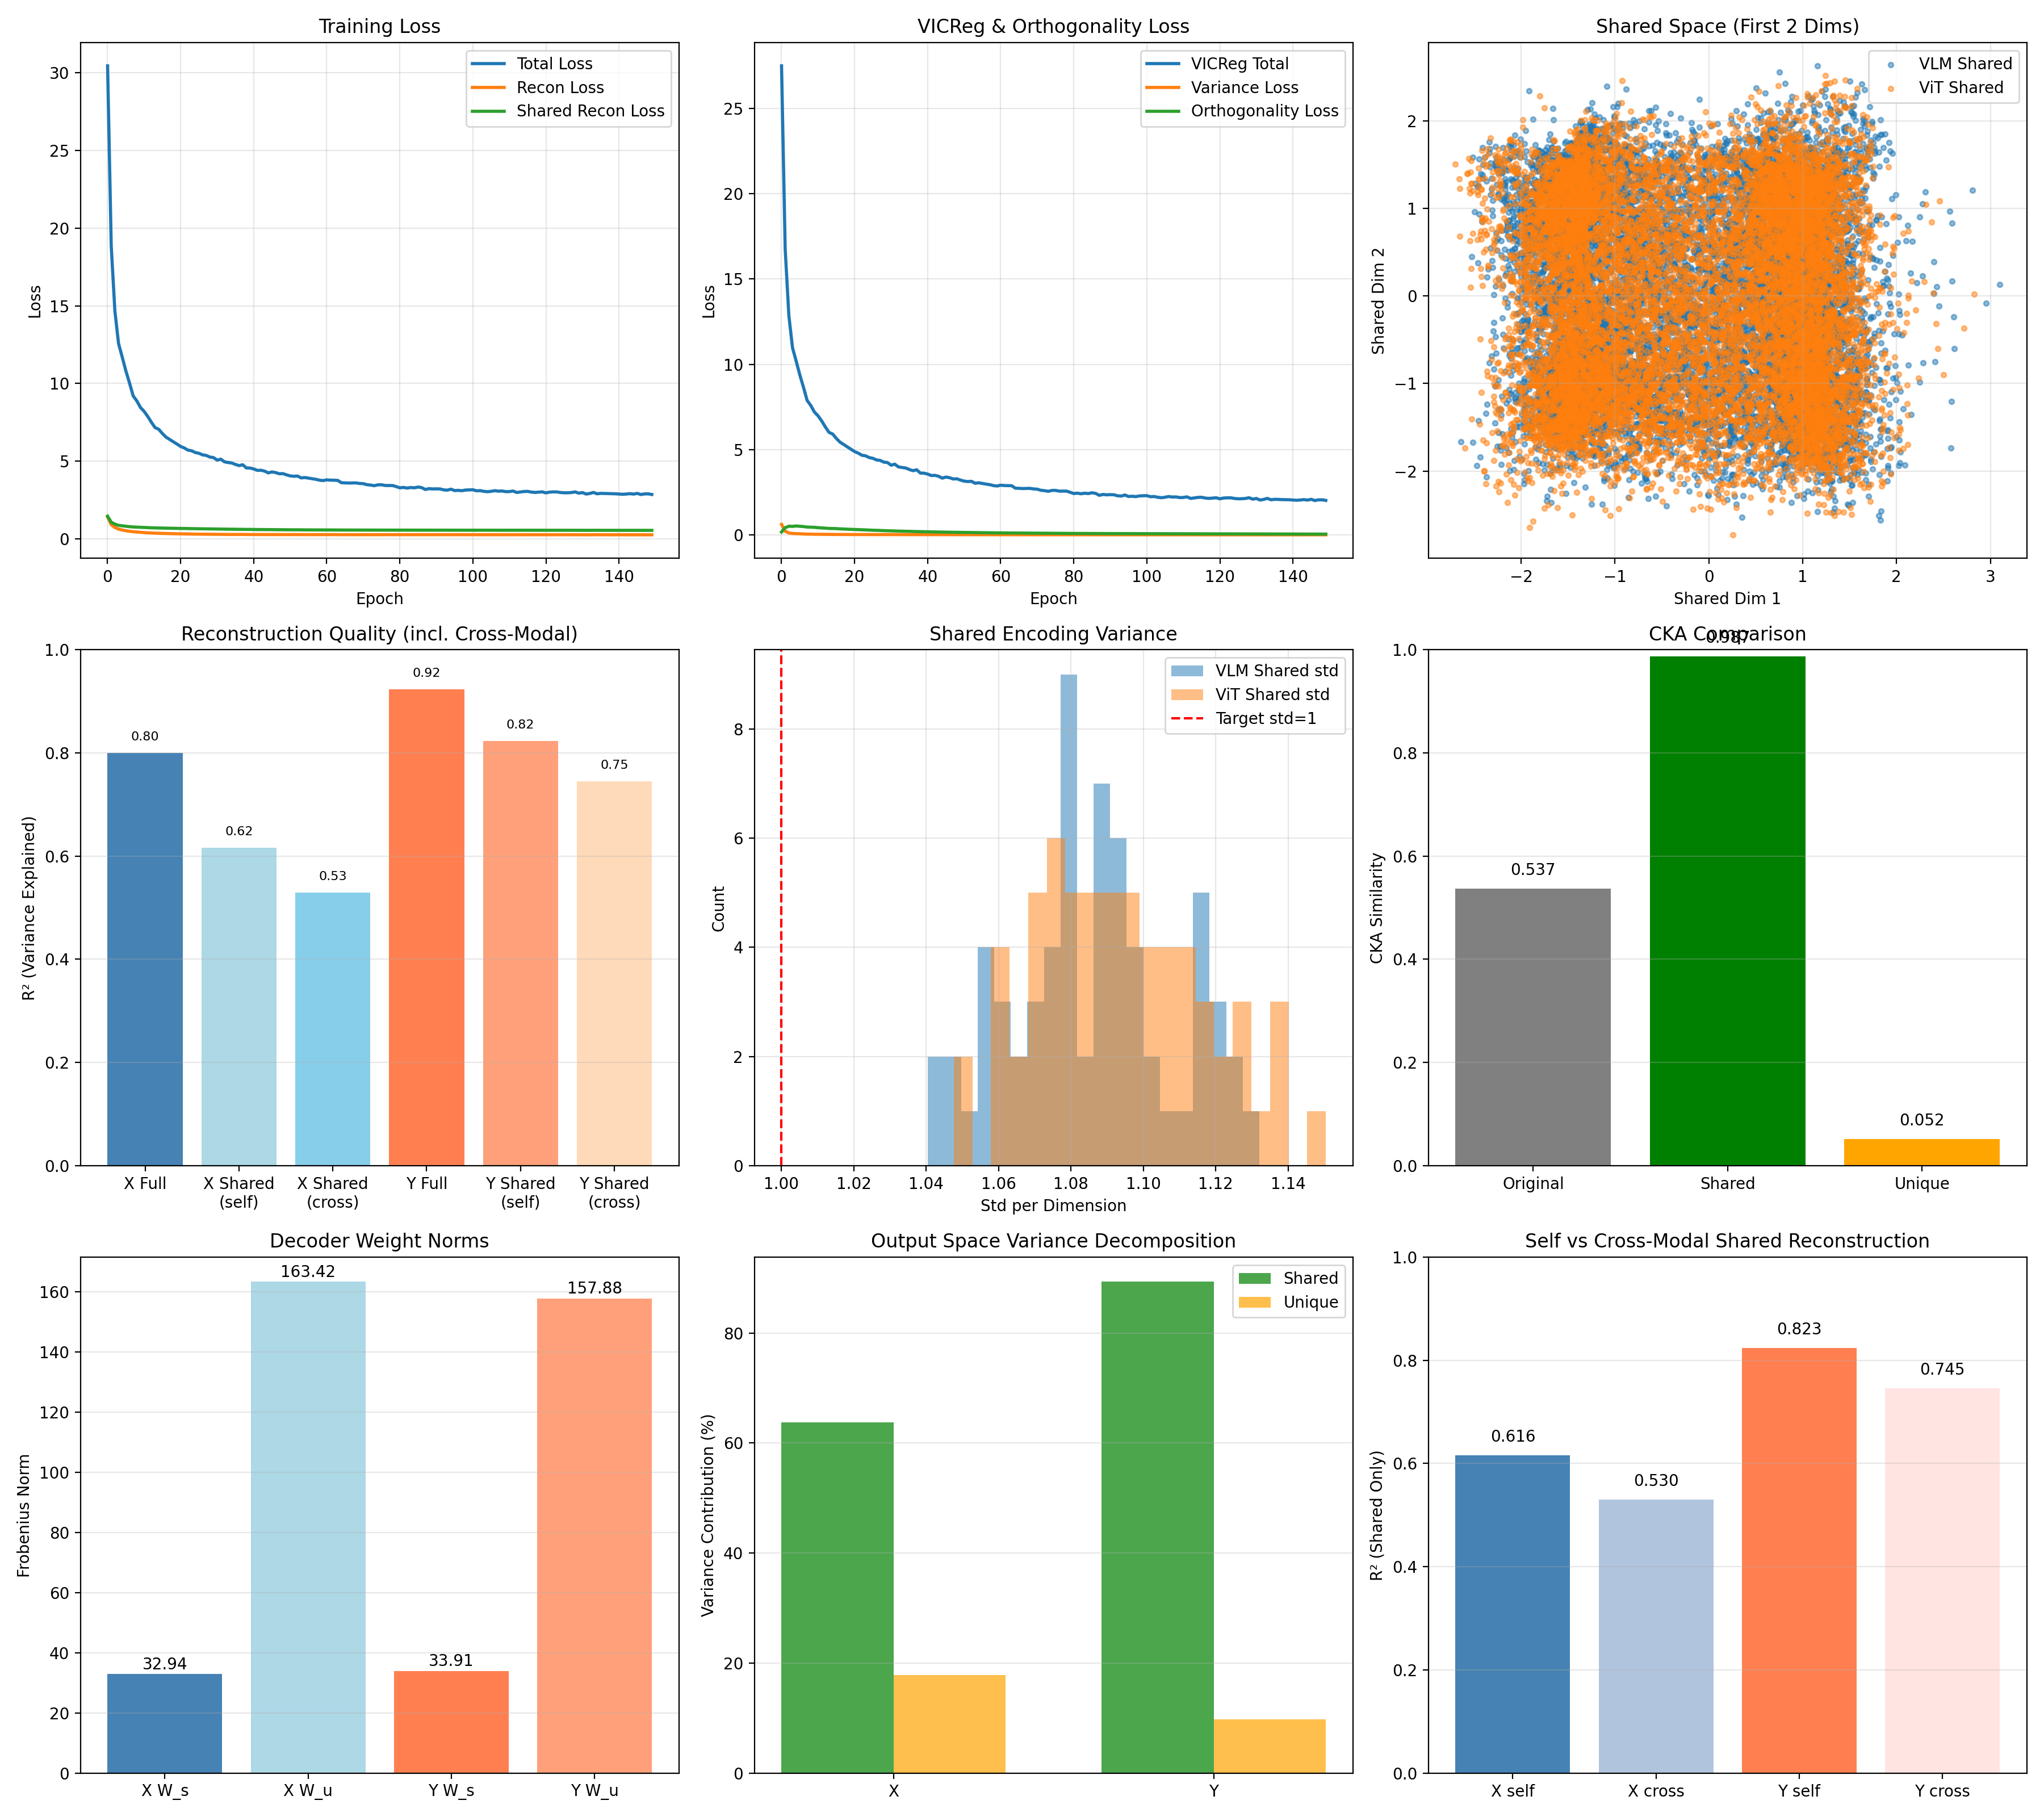 Training Loss
30
25
20
15
10
5
0
Loss
Total Loss
Recon Loss
Shared Recon Loss
0 20 40 60 80 100 120 140
Epoch
VICReg & Orthogonality Loss
25
20
15
10
5
0
Loss
VICReg Total
Variance Loss
Orthogonality Loss
0 20 40 60 80 100 120 140
Epoch
Shared Space (First 2 Dims)
2
1
0
−1
−2
Shared Dim 2
VLM Shared
ViT Shared
−2 −1 0 1 2 3
Shared Dim 1
Reconstruction Quality (incl. Cross-Modal)
1.0
0.8
0.6
0.4
0.2
0.0
R² (Variance Explained)
0.80
0.62
0.53
0.92
0.82
0.75
X Full X Shared X Shared Y Full Y Shared Y Shared
(self) (cross) (self) (cross)
Shared Encoding Variance
8
6
4
2
0
Count
VLM Shared std
ViT Shared std
Target std=1
1.00 1.02 1.04 1.06 1.08 1.10 1.12 1.14
Std per Dimension
CKA Comparison
0.987
1.0
0.8
0.6
0.4
0.2
0.0
CKA Similarity
0.537
0.052
Original Shared Unique
Decoder Weight Norms
160
140
120
100
80
60
40
20
0
Frobenius Norm
32.94
163.42
33.91
157.88
X W_s X W_u Y W_s Y W_u
Output Space Variance Decomposition
80
60
40
20
0
Variance Contribution (%)
Shared
Unique
X Y
Self vs Cross-Modal Shared Reconstruction
1.0
0.8
0.6
0.4
0.2
0.0
R² (Shared Only)
0.616
0.530
0.823
0.745
X self X cross Y self Y cross